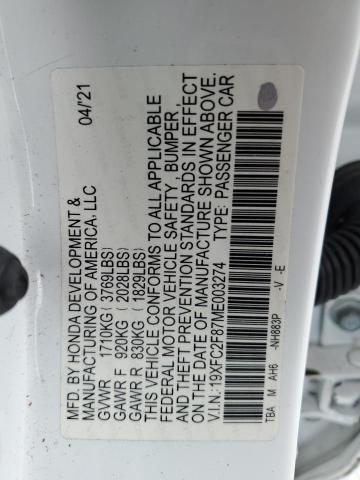 MFD. BY HONDA DEVELOPMENT & 04/'21
MANUFACTURING OF AMERICA. LLC
GVWR 1710KG (3769LBS)
GAWR F 920KG (2028LBS)
GAWR R 830KG (1829LBS)
THIS VEHICLE CONFORMS TO ALL APPLICABLE
FEDERAL MOTOR VEHICLE SAFETY , BUMPER,
AND THEFT PREVENTION STANDARDS IN EFFECT
ON THE DATE OF MANUFACTURE SHOWN ABOVE.
V.I.N: 19XFC2F87ME003274 TYPE: PASSENGER CAR
TBA M AH6 -NH883P -V -E